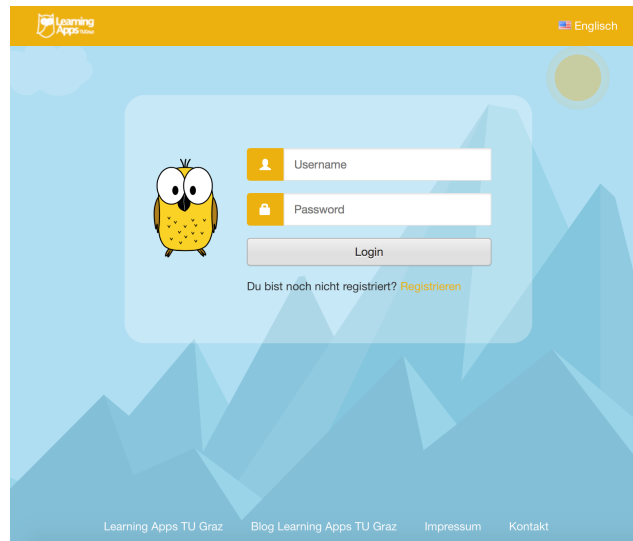 Learning
Apps TUGraz
Englisch
Username
Password
Login
Du bist noch nicht registriert? Registrieren
Learning Apps TU Graz Blog Learning Apps TU Graz Impressum Kontakt